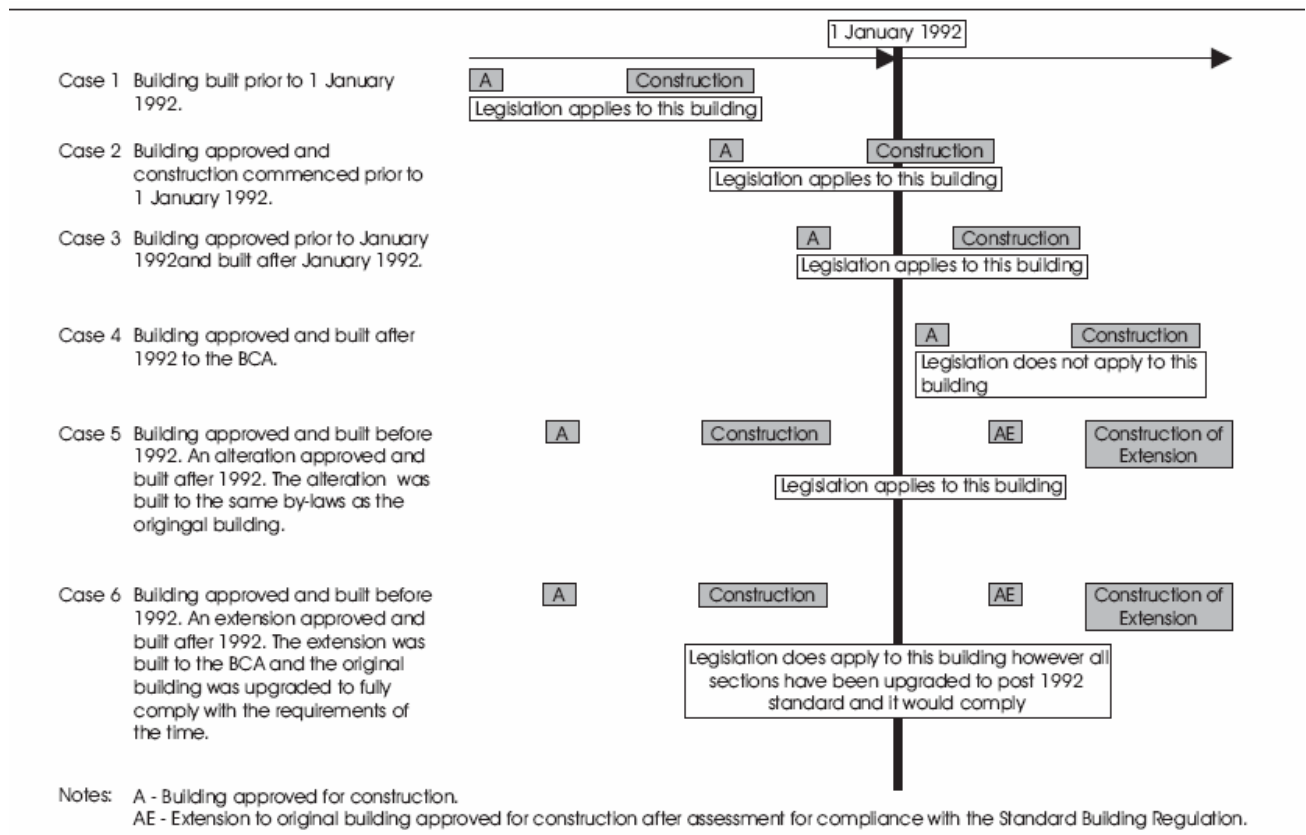 1 January 1992
Case 1 Building built prior to 1 January
1992.
A
Construction
Legislation applies to this building
Case 2 Building approved and
construction commenced prior to
1 January 1992.
A
Construction
Legislation applies to this building
Case 3 Building approved prior to January
1992and built after January 1992.
A
Construction
Legislation applies to this building
Case 4 Building approved and built after
1992 to the BCA.
A
Construction
Legislation does not apply to this
building
Case 5 Building approved and built before
1992. An alteration approved and
built after 1992. The alteration was
built to the same by-laws as the
origingal building.
A
Construction
AE
Construction of
Extension
Legislation applies to this building
Case 6 Building approved and built before
1992. An extension approved and
built after 1992. The extension was
built to the BCA and the original
building was upgraded to fully
comply with the requirements of
the time.
A
Construction
AE
Construction of
Extension
Legislation does apply to this building however all
sections have been upgraded to post 1992
standard and it would comply
Notes: A - Building approved for construction.
AE - Extension to original building approved for construction after assessment for compliance with the Standard Building Regulation.